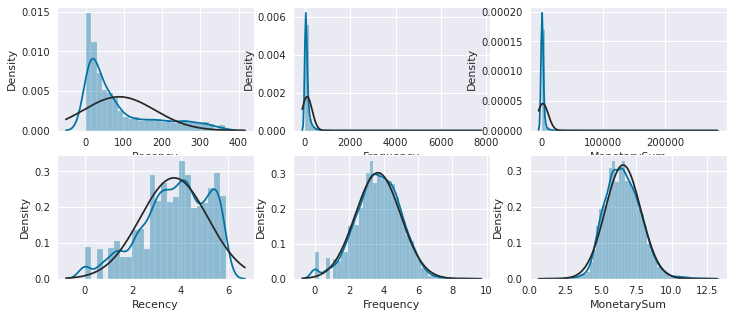 0.015
0.010
0.005
0.000
Density
0 100 200 300 400
Recency
0.006
0.004
0.002
0.000
Density
0 2000 4000 6000 8000
Frequency
0.00020
0.00015
0.00010
0.00005
0.00000
Density
0 100000 200000
MonetarySum
0.3
0.2
0.1
0.0
Density
0 2 4 6
Recency
0.3
0.2
0.1
0.0
Density
0 2 4 6 8 10
Frequency
0.3
0.2
0.1
0.0
Density
0.0 2.5 5.0 7.5 10.0 12.5
MonetarySum